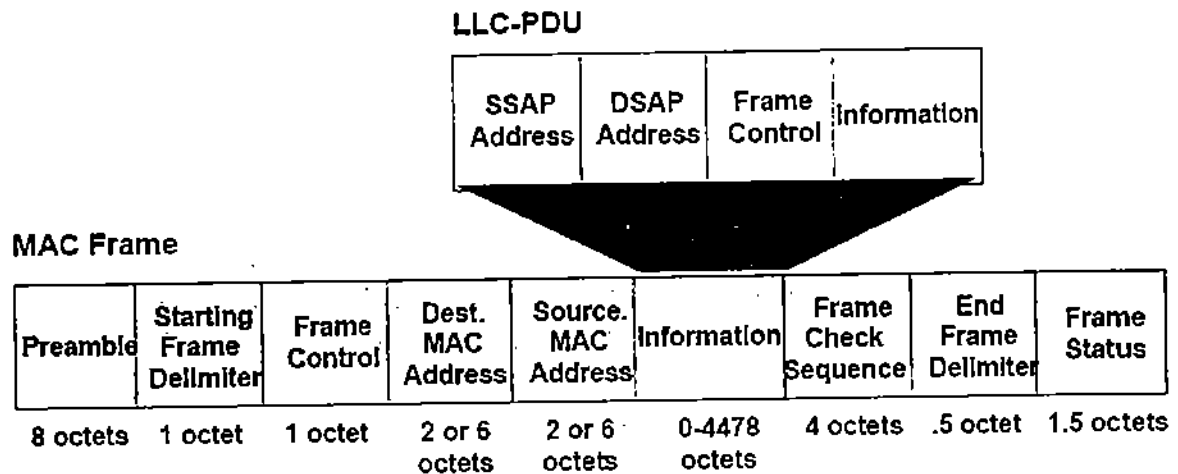 LLC-PDU
SSAP Address
DSAP Address
Frame Control
Information
MAC Frame
Preamble
Starting Frame Delimiter
Frame Control
Dest. MAC Address
Source. MAC Address
Information
Frame Check Sequence
End Frame Delimiter
Frame Status
8 octets
1 octet
1 octet
2 or 6 octets
2 or 6 octets
0-4478 octets
4 octets
.5 octet
1.5 octets